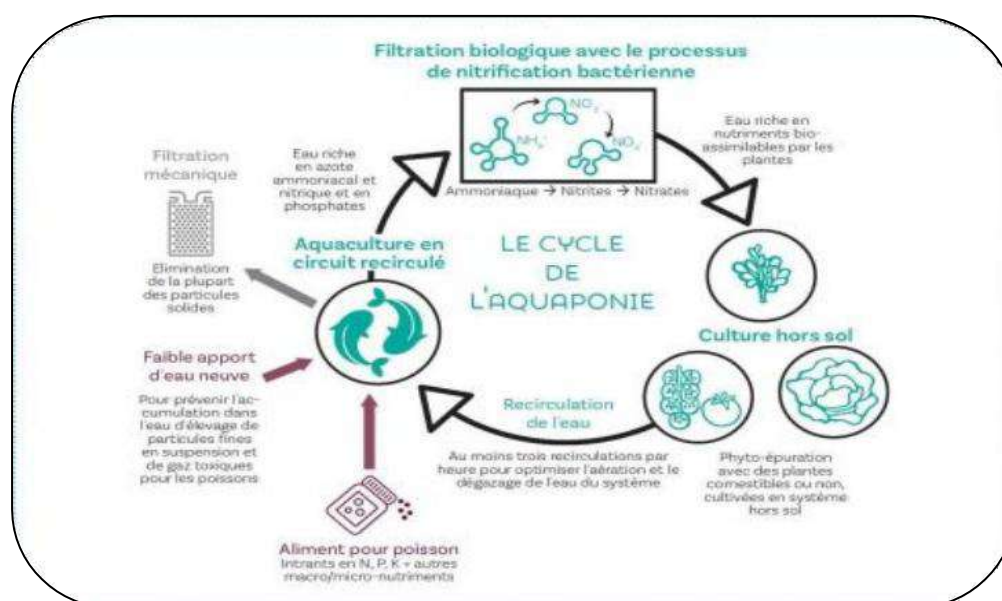 Filtration biologique avec le processus
de nitrification bactérienne
NO₂⁻
NH₄⁺
NO₃⁻
Ammoniaque → Nitrites → Nitrates
Eau riche en
nutriments bio-
assimilables par les
plantes
Eau riche
en azote
ammoniacal et
nitrique et en
phosphates
Filtration
mécanique
Elimination
de la plupart
des particules
solides
Aquaculture en
circuit recirculé
LE CYCLE
DE
L'AQUAPONIE
Culture hors sol
Faible apport
d'eau neuve
Pour prévenir l'ac-
cumulation dans
l'eau d'élevage de
particules fines
en suspension et
de gaz toxiques
pour les poissons
Recirculation
de l'eau
Au moins trois recirculations par
heure pour optimiser l'aération et le
dégazage de l'eau du système
Phyto-épuration
avec des plantes
comestibles ou non,
cultivées en système
hors sol
Aliment pour poisson
Intrants en N, P, K + autres
macro/micro-nutriments